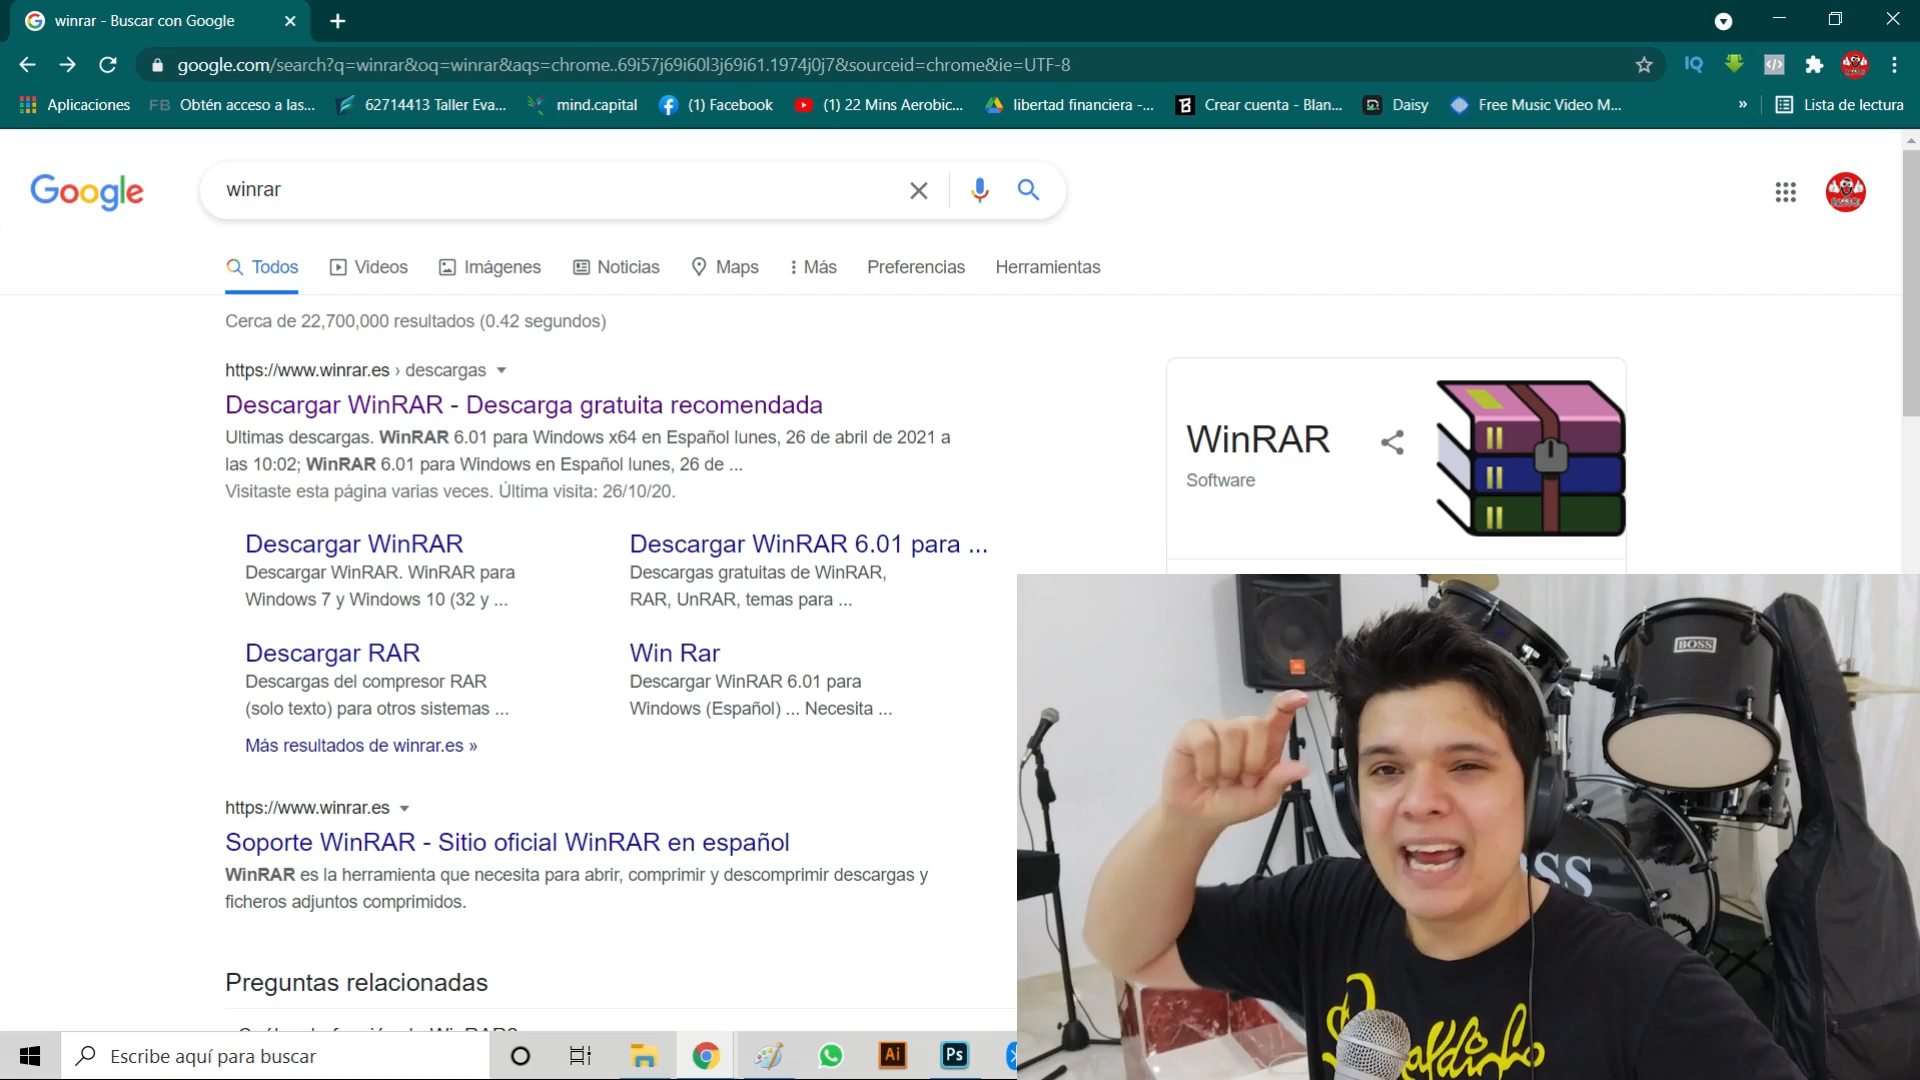 winrar - Buscar con Google
google.com/search?q=winrar&oq=winrar&aqs=chrome..69i57j69i60l3j69i61.1974j0j7&sourceid=chrome&ie=UTF-8
IQ
Aplicaciones
FB Obtén acceso a las...
62714413 Taller Eva...
mind.capital
(1) Facebook
(1) 22 Mins Aerobic...
libertad financiera -...
Crear cuenta - Blan...
Daisy
Free Music Video M...
»
Lista de lectura
Google
winrar
Todos
Videos
Imágenes
Noticias
Maps
Más
Preferencias
Herramientas
Cerca de 22,700,000 resultados (0.42 segundos)
https://www.winrar.es › descargas
Descargar WinRAR - Descarga gratuita recomendada
Ultimas descargas. WinRAR 6.01 para Windows x64 en Español lunes, 26 de abril de 2021 a
las 10:02; WinRAR 6.01 para Windows en Español lunes, 26 de ...
Visitaste esta página varias veces. Última visita: 26/10/20.
Descargar WinRAR
Descargar WinRAR. WinRAR para
Windows 7 y Windows 10 (32 y ...
Descargar WinRAR 6.01 para ...
Descargas gratuitas de WinRAR,
RAR, UnRAR, temas para ...
Descargar RAR
Descargas del compresor RAR
(solo texto) para otros sistemas ...
Win Rar
Descargar WinRAR 6.01 para
Windows (Español) ... Necesita ...
Más resultados de winrar.es »
https://www.winrar.es
Soporte WinRAR - Sitio oficial WinRAR en español
WinRAR es la herramienta que necesita para abrir, comprimir y descomprimir descargas y
ficheros adjuntos comprimidos.
Preguntas relacionadas
WinRAR
Software
BOSS
SS
Escribe aquí para buscar
Ai
Ps